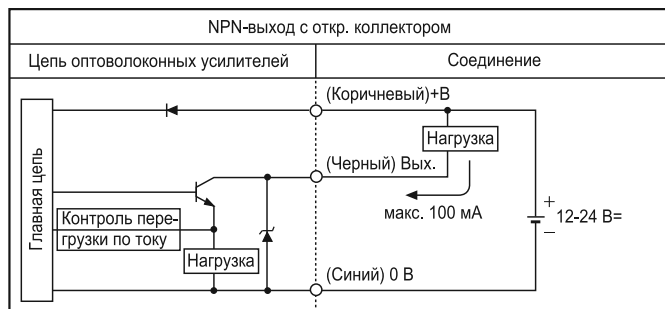 NPN-выход с откр. коллектором
Цепь оптоволоконных усилителей
Соединение
(Коричневый)+В
Нагрузка
(Черный) Вых.
макс. 100 мА
Главная цепь
Контроль пере-
грузки по току
Нагрузка
+
12-24 В=
−
(Синий) 0 В